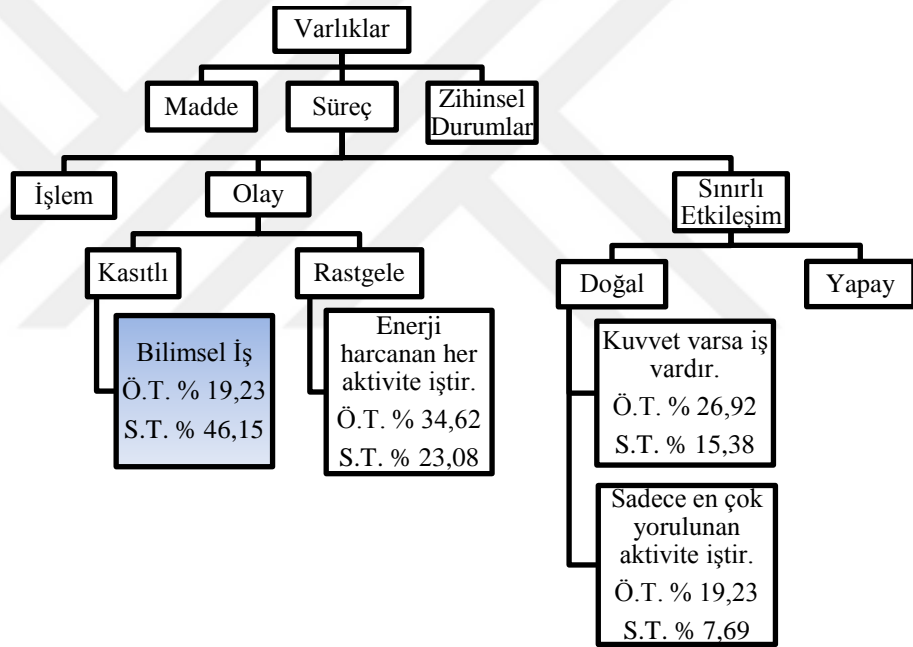 Varlıklar
Madde
Süreç
Zihinsel
Durumlar
İşlem
Olay
Sınırlı
Etkileşim
Kasıtlı
Rastgele
Doğal
Yapay
Bilimsel İş
Ö.T. % 19,23
S.T. % 46,15
Enerji
harcanan her
aktivite iştir.
Ö.T. % 34,62
S.T. % 23,08
Kuvvet varsa iş
vardır.
Ö.T. % 26,92
S.T. % 15,38
Sadece en çok
yorulunan
aktivite iştir.
Ö.T. % 19,23
S.T. % 7,69